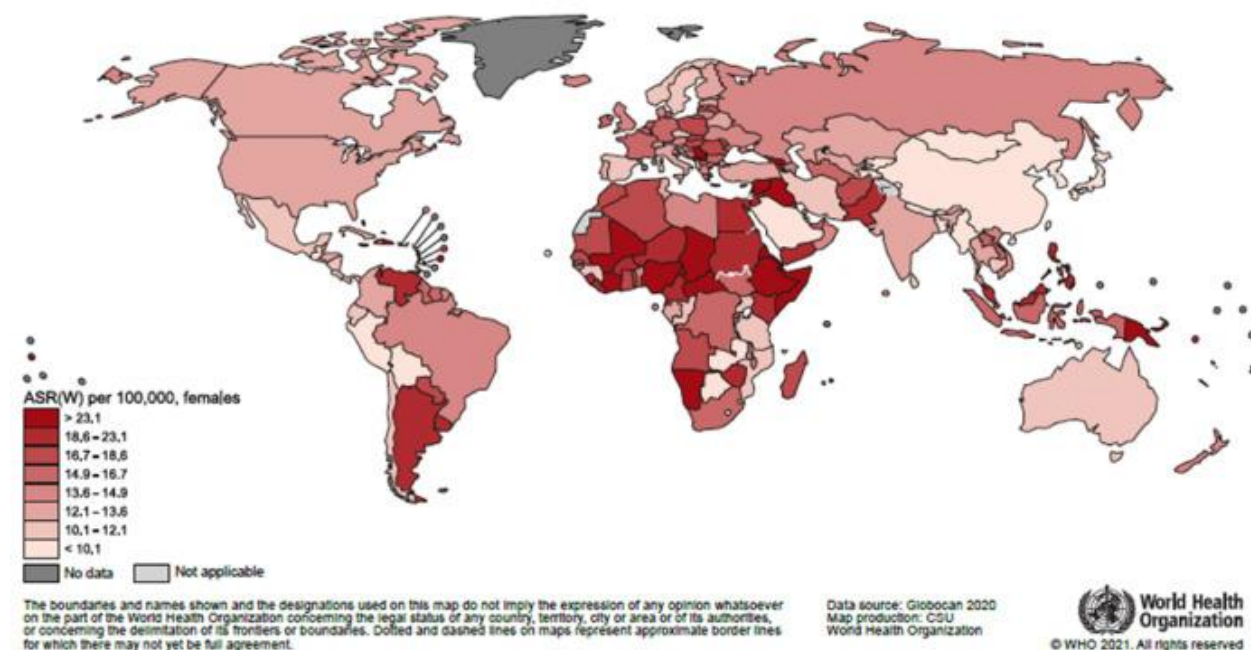 ASR(W) per 100,000, females
> 23,1
18,6 – 23,1
16,7 – 18,6
14,9 – 16,7
13,6 – 14,9
12,1 – 13,6
10,1 – 12,1
< 10,1
No data
Not applicable
The boundaries and names shown and the designations used on this map do not imply the expression of any opinion whatsoever
on the part of the World Health Organization concerning the legal status of any country, territory, city or area or of its authorities,
or concerning the delimitation of its frontiers or boundaries. Dotted and dashed lines on maps represent approximate border lines
for which there may not yet be full agreement.
Data source: Globocan 2020
Map production: CSU
World Health Organization
World Health
Organization
© WHO 2021. All rights reserved